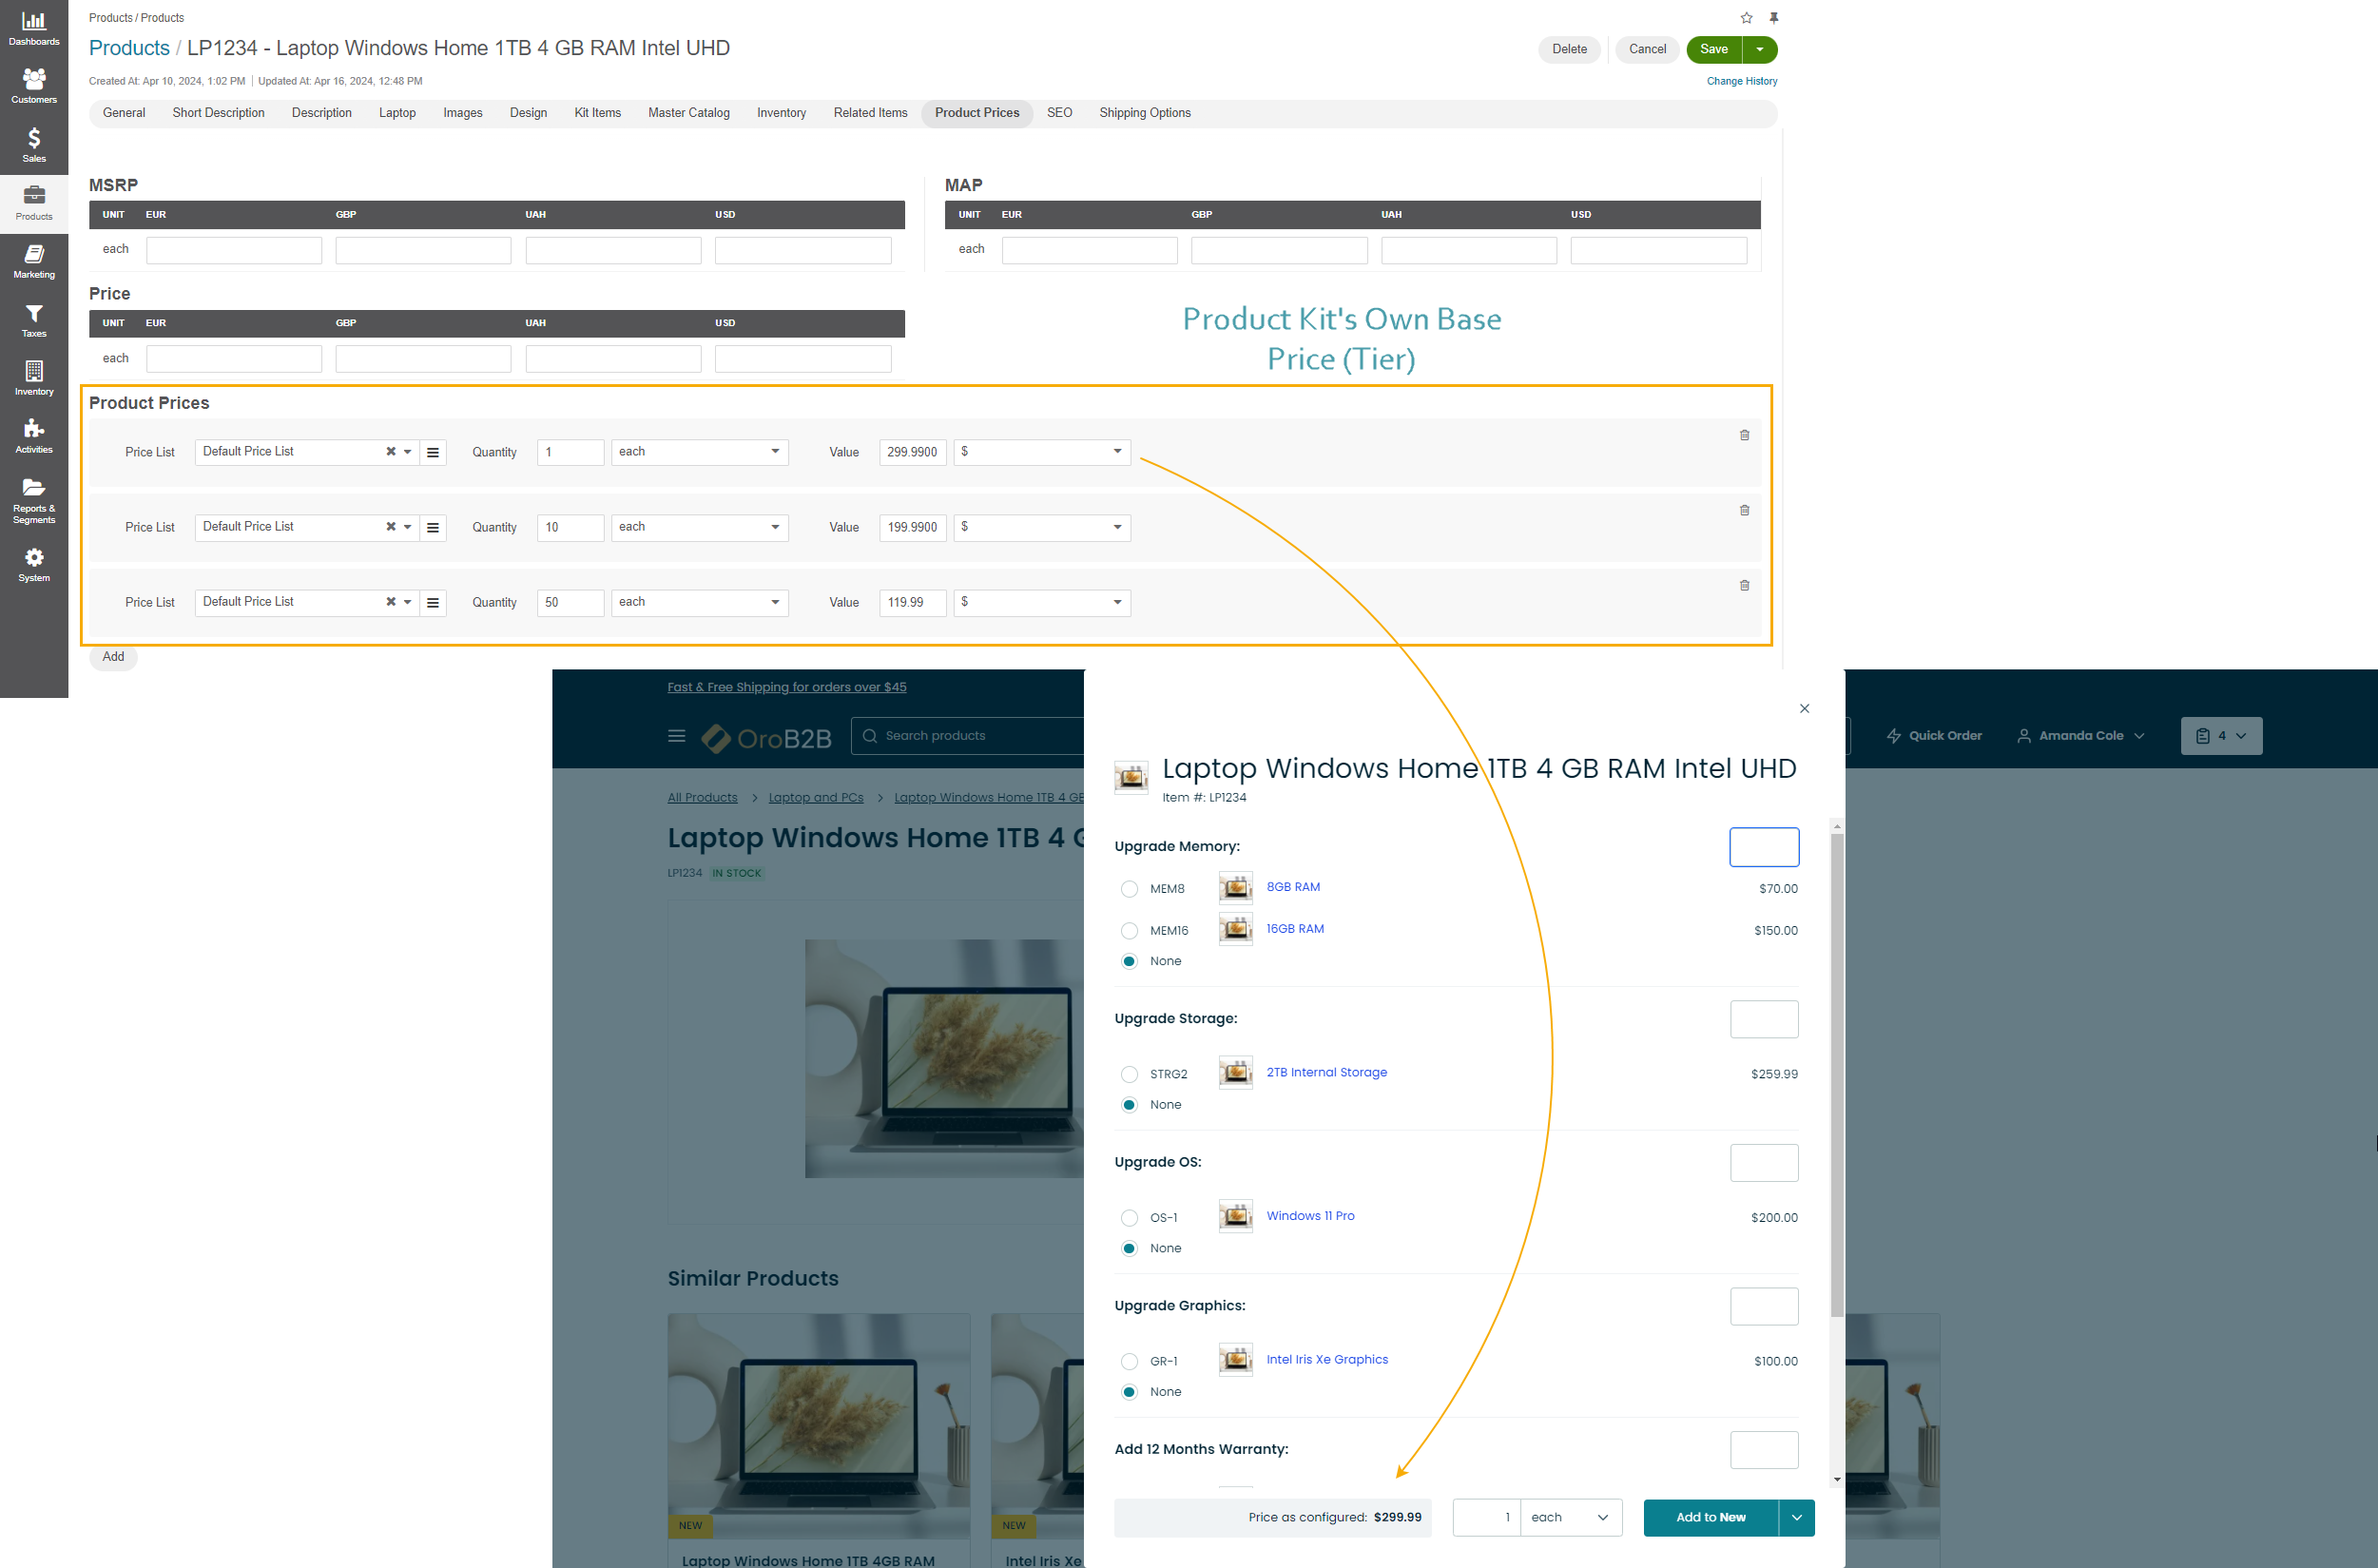 Dashboards
Customers
Sales
Products
Marketing
Taxes
Inventory
Activities
Reports &
Segments
System
Products / Products
Products / LP1234 - Laptop Windows Home 1TB 4 GB RAM Intel UHD
Delete Cancel Save
Created At: Apr 10, 2024, 1:02 PM Updated At: Apr 16, 2024, 12:48 PM
Change History
General Short Description Description Laptop Images Design Kit Items Master Catalog Inventory Related Items Product Prices SEO Shipping Options
MSRP
UNIT EUR GBP UAH USD
each
MAP
UNIT EUR GBP UAH USD
each
Price
UNIT EUR GBP UAH USD
each
Product Kit's Own Base
Price (Tier)
Product Prices
Price List Default Price List Quantity 1 each Value 299.9900 $
Price List Default Price List Quantity 10 each Value 199.9900 $
Price List Default Price List Quantity 50 each Value 119.99 $
Add
Fast & Free Shipping for orders over $45
OroB2B Search products
Quick Order Amanda Cole 4
All Products > Laptop and PCs > Laptop Windows Home 1TB 4 GB
Laptop Windows Home 1TB 4 G
LP1234 IN STOCK
Similar Products
NEW
NEW
Laptop Windows Home 1TB 4GB RAM
Intel Iris Xe
Laptop Windows Home 1TB 4 GB RAM Intel UHD
Item #: LP1234
Upgrade Memory:
MEM8 8GB RAM $70.00
MEM16 16GB RAM $150.00
None
Upgrade Storage:
STRG2 2TB Internal Storage $259.99
None
Upgrade OS:
OS-1 Windows 11 Pro $200.00
None
Upgrade Graphics:
GR-1 Intel Iris Xe Graphics $100.00
None
Add 12 Months Warranty:
Price as configured: $299.99 1 each Add to New